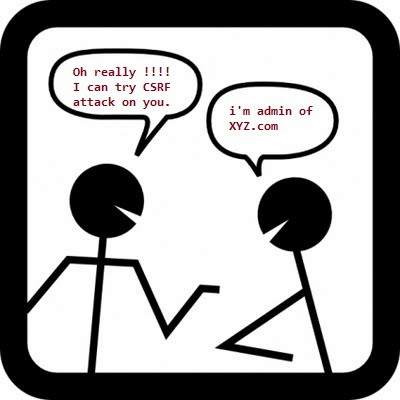 Oh really !!!!
I can try CSRF
attack on you.
i'm admin of
XYZ.com